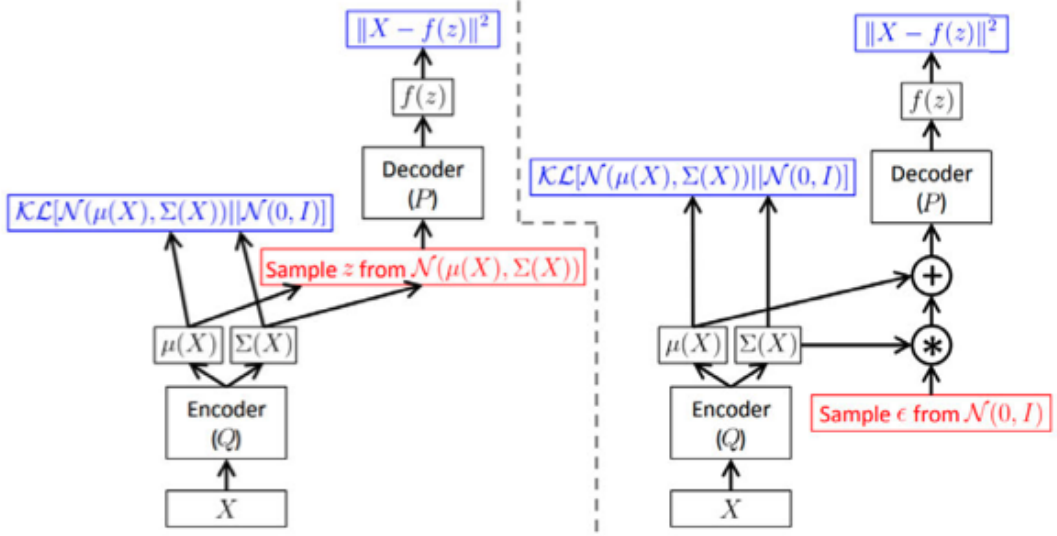 ‖X − f(z)‖²
f(z)
Decoder
(P)
𝒦ℒ[𝒩(μ(X), Σ(X))||𝒩(0, I)]
Sample z from 𝒩(μ(X), Σ(X))
μ(X)
Σ(X)
Encoder
(Q)
X
‖X − f(z)‖²
f(z)
Decoder
(P)
𝒦ℒ[𝒩(μ(X), Σ(X))||𝒩(0, I)]
+
μ(X)
Σ(X)
*
Encoder
(Q)
Sample ϵ from 𝒩(0, I)
X